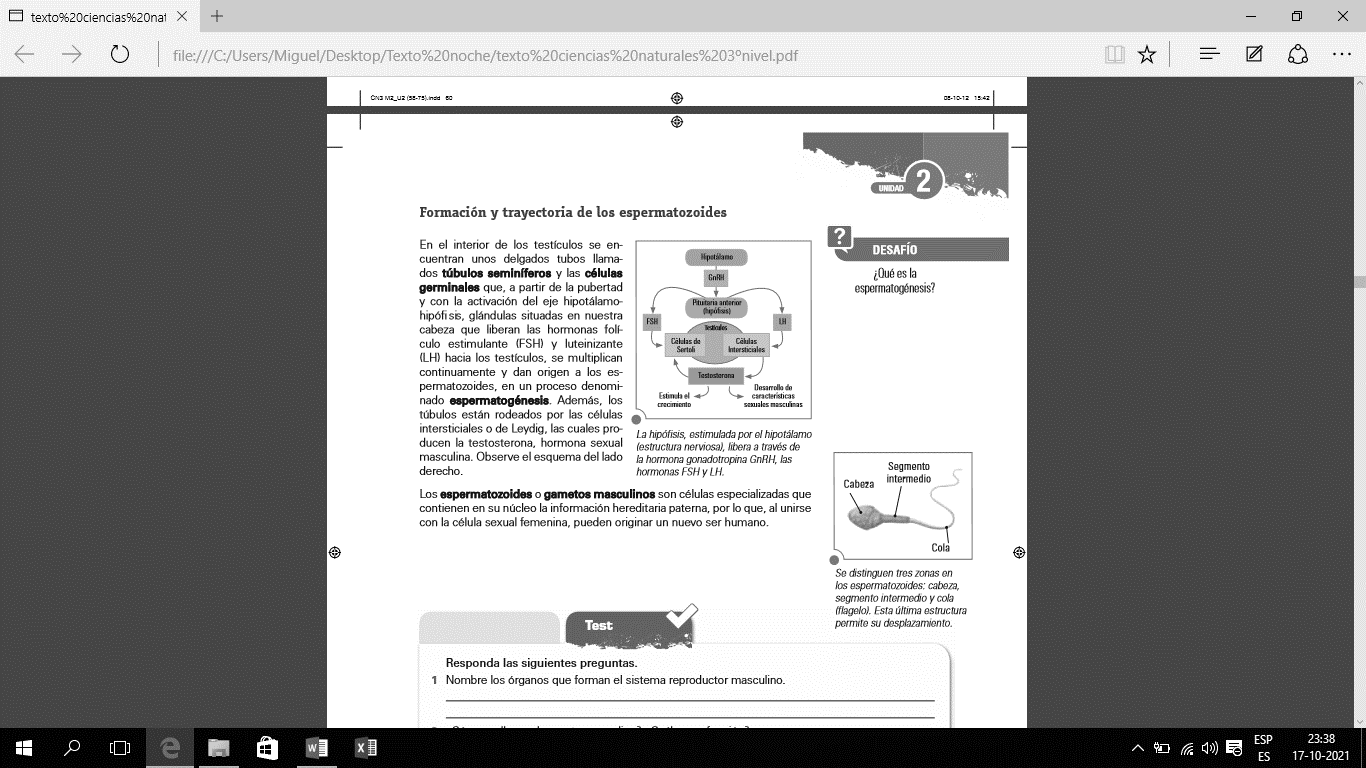 texto%20ciencias%20nat
file:///C:/Users/Miguel/Desktop/Texto%20noche/texto%20ciencias%20naturales%203ºnivel.pdf
CN3 M2_U2 (58-75).indd 60
08-10-12 15:42
UNIDAD 2
Formación y trayectoria de los espermatozoides
En el interior de los testículos se en-
cuentran unos delgados tubos llama-
dos túbulos seminíferos y las células
germinales que, a partir de la pubertad
y con la activación del eje hipotálamo-
hipófisis, glándulas situadas en nuestra
cabeza que liberan las hormonas folí-
culo estimulante (FSH) y luteinizante
(LH) hacia los testículos, se multiplican
continuamente y dan origen a los es-
permatozoides, en un proceso denomi-
nado espermatogénesis. Además, los
túbulos están rodeados por las células
intersticiales o de Leydig, las cuales pro-
ducen la testosterona, hormona sexual
masculina. Observe el esquema del lado
derecho.
Hipotálamo
GnRH
Pituitaria anterior
(hipófisis)
FSH
LH
Testículos
Células de
Sertoli
Células
Intersticiales
Testosterona
Estimula el
crecimiento
Desarrollo de
características
sexuales masculinas
La hipófisis, estimulada por el hipotálamo
(estructura nerviosa), libera a través de
la hormona gonadotropina GnRH, las
hormonas FSH y LH.
Los espermatozoides o gametos masculinos son células especializadas que
contienen en su núcleo la información hereditaria paterna, por lo que, al unirse
con la célula sexual femenina, pueden originar un nuevo ser humano.
?
DESAFÍO
¿Qué es la
espermatogénesis?
Segmento
intermedio
Cabeza
Cola
Se distinguen tres zonas en
los espermatozoides: cabeza,
segmento intermedio y cola
(flagelo). Esta última estructura
permite su desplazamiento.
Test
Responda las siguientes preguntas.
1 Nombre los órganos que forman el sistema reproductor masculino.
ESP
ES
23:38
17-10-2021